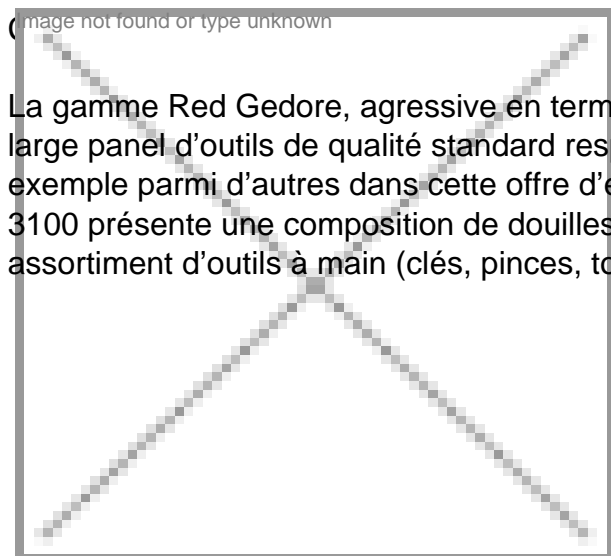 Image not found or type unknown
La gamme Red Gedore, agressive en term
large panel d'outils de qualité standard res
exemple parmi d'autres dans cette offre d'é
3100 présente une composition de douilles
assortiment d'outils à main (clés, pinces, to